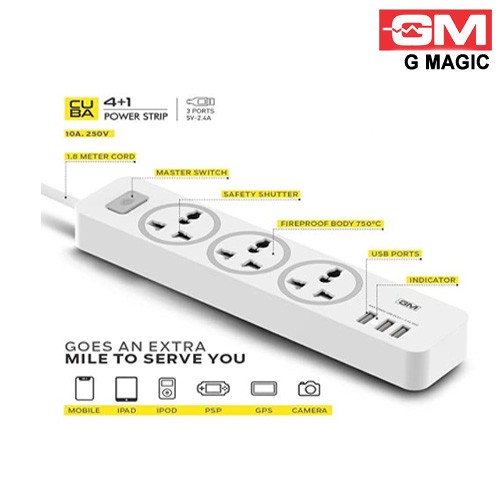 GM
G MAGIC
CU
BA
4+1
POWER STRIP
3 PORTS
5V-2.4A
10A. 250V
1.8 METER CORD
MASTER SWITCH
SAFETY SHUTTER
FIREPROOF BODY 750°C
USB PORTS
INDICATOR
GM
GOES AN EXTRA
MILE TO SERVE YOU
MOBILE
IPAD
IPOD
PSP
GPS
CAMERA